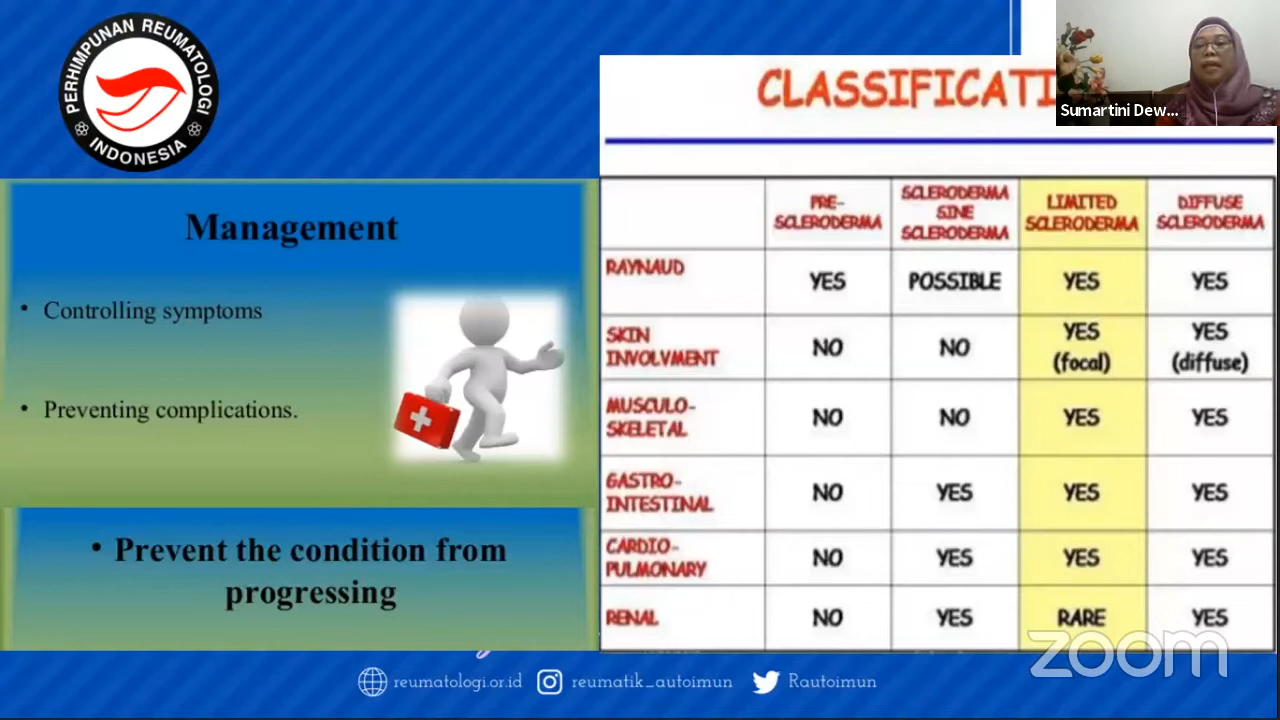 PERHIMPUNAN REUMATOLOGI
INDONESIA
Sumartini Dew...
Management
• Controlling symptoms
• Preventing complications.
• Prevent the condition from
progressing
CLASSIFICATI
PRE-
SCLERODERMA
SCLERODERMA
SINE
SCLERODERMA
LIMITED
SCLERODERMA
DIFFUSE
SCLERODERMA
RAYNAUD
YES
POSSIBLE
YES
YES
SKIN
INVOLVMENT
NO
NO
YES
(focal)
YES
(diffuse)
MUSCULO-
SKELETAL
NO
NO
YES
YES
GASTRO-
INTESTINAL
NO
YES
YES
YES
CARDIO-
PULMONARY
NO
YES
YES
YES
RENAL
NO
YES
RARE
YES
zoom
reumatologi.or.id
reumatik_autoimun
Rautoimun